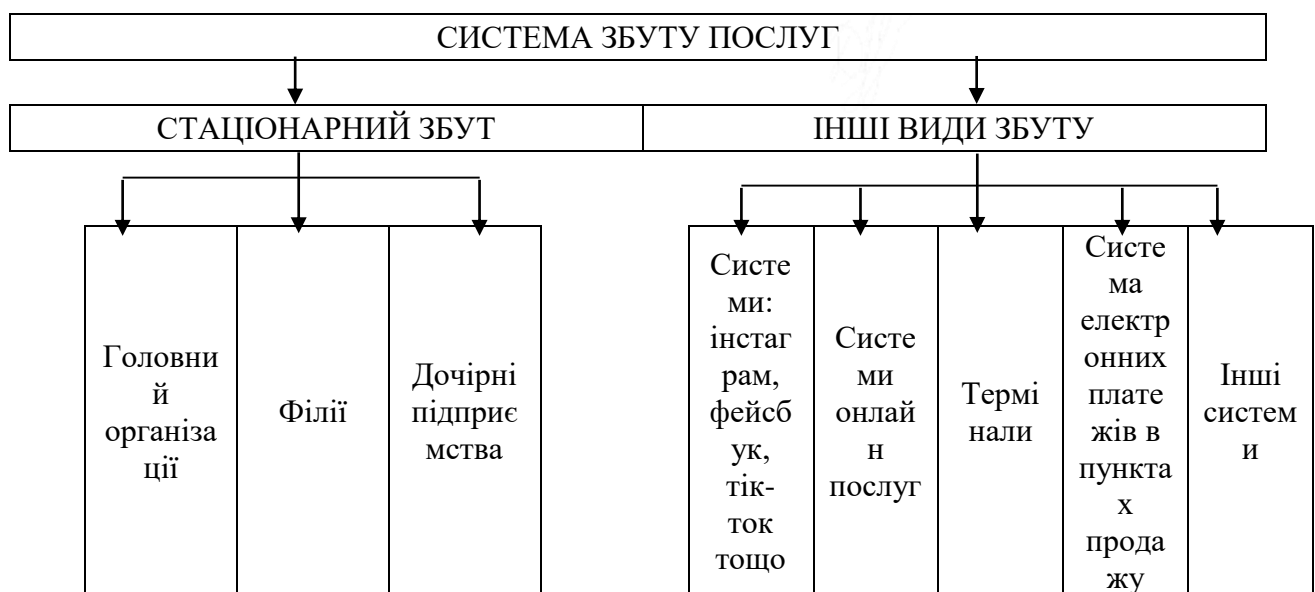 СИСТЕМА ЗБУТУ ПОСЛУГ
СТАЦІОНАРНИЙ ЗБУТ
ІНШІ ВИДИ ЗБУТУ
Головни
й
організа
ції
Філії
Дочірні
підприє
мства
Систе
ми:
інстаг
рам,
фейсб
ук,
тік-
ток
тощо
Систе
ми
онлай
н
послуг
Термі
нали
Систе
ма
електр
онних
плате
жів в
пункта
х
прода
жу
Інші
систем
и